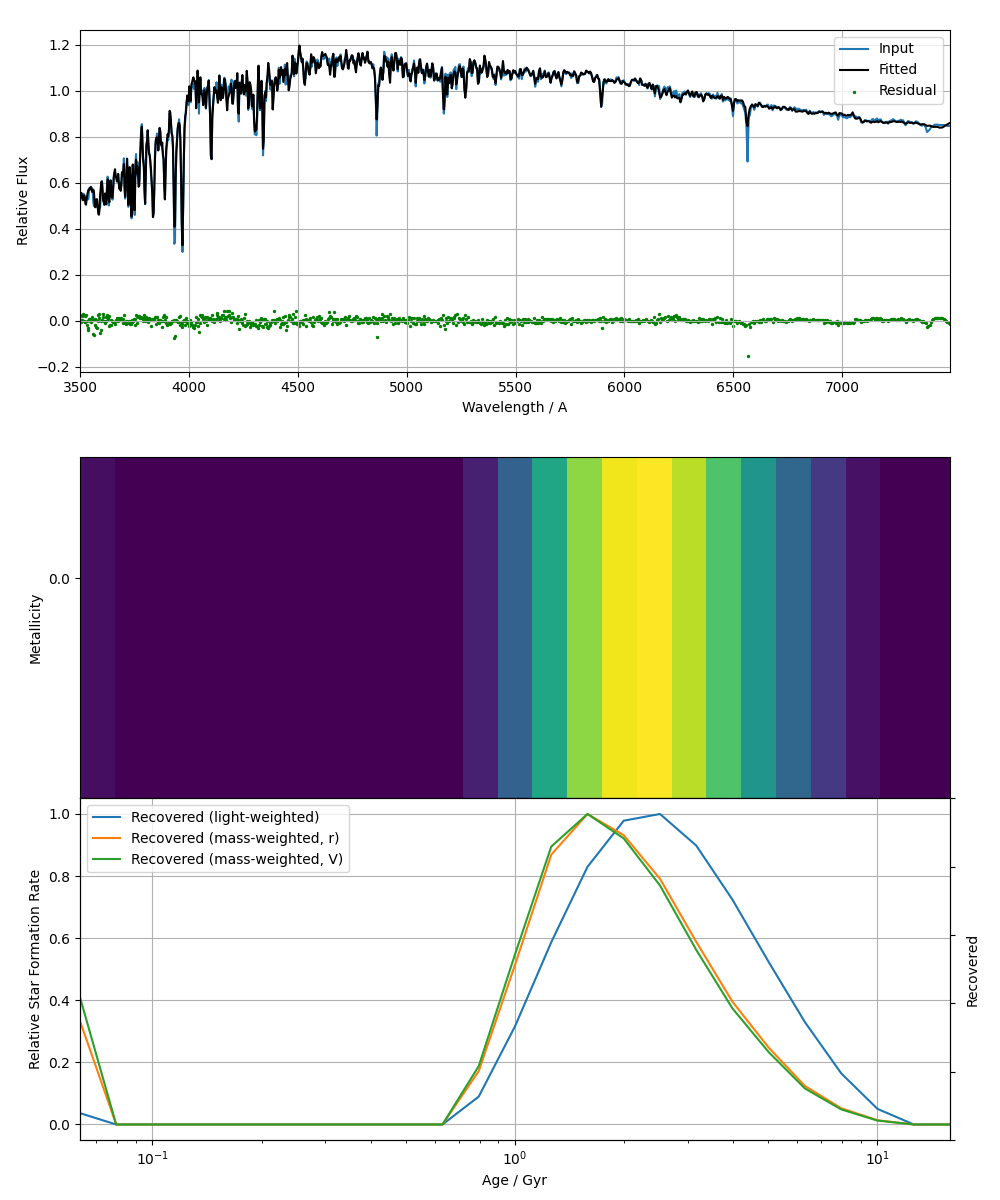 1.2
1.0
0.8
0.6
0.4
0.2
0.0
−0.2
Relative Flux
Input
Fitted
Residual
3500 4000 4500 5000 5500 6000 6500 7000
Wavelength / A
0.0
Metallicity
1.0
0.8
0.6
0.4
0.2
0.0
Relative Star Formation Rate
Recovered (light-weighted)
Recovered (mass-weighted, r)
Recovered (mass-weighted, V)
Recovered
10⁻¹ 10⁰ 10¹
Age / Gyr